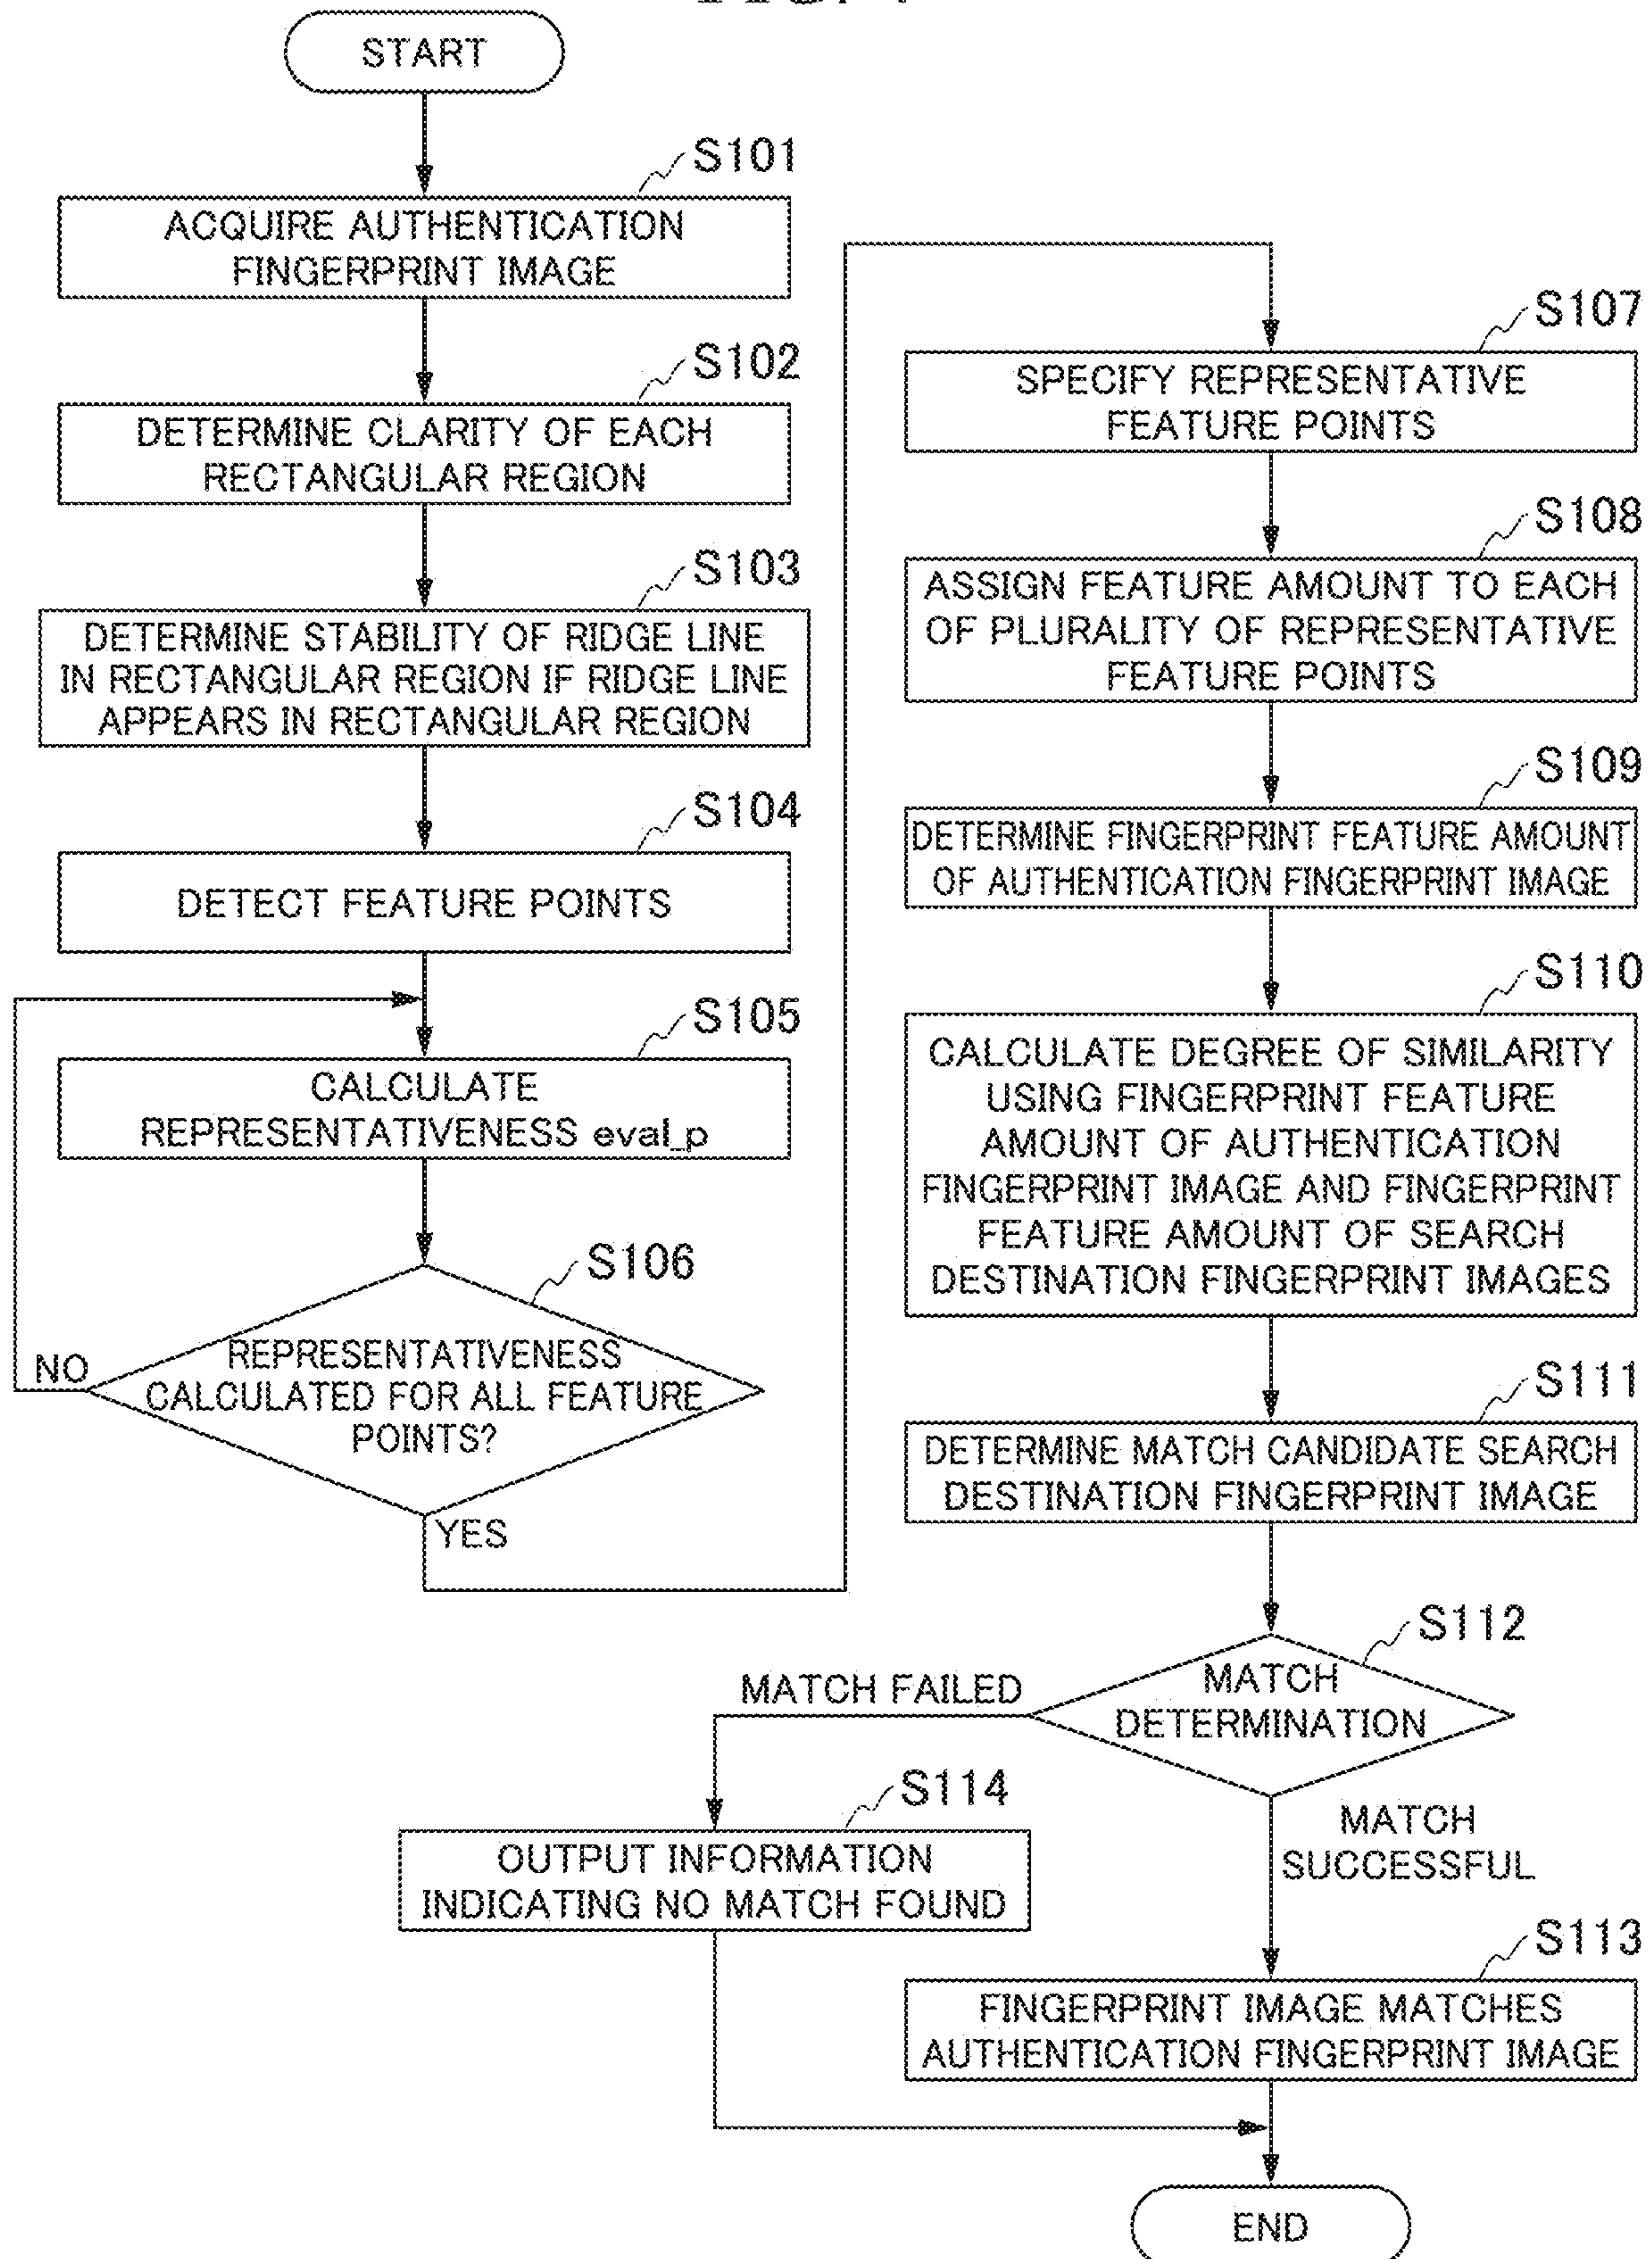 START
S101
ACQUIRE AUTHENTICATION
FINGERPRINT IMAGE
S102
DETERMINE CLARITY OF EACH
RECTANGULAR REGION
S103
DETERMINE STABILITY OF RIDGE LINE
IN RECTANGULAR REGION IF RIDGE LINE
APPEARS IN RECTANGULAR REGION
S104
DETECT FEATURE POINTS
S105
CALCULATE
REPRESENTATIVENESS eval_p
S106
REPRESENTATIVENESS
CALCULATED FOR ALL FEATURE
POINTS?
NO
YES
S107
SPECIFY REPRESENTATIVE
FEATURE POINTS
S108
ASSIGN FEATURE AMOUNT TO EACH
OF PLURALITY OF REPRESENTATIVE
FEATURE POINTS
S109
DETERMINE FINGERPRINT FEATURE AMOUNT
OF AUTHENTICATION FINGERPRINT IMAGE
S110
CALCULATE DEGREE OF SIMILARITY
USING FINGERPRINT FEATURE
AMOUNT OF AUTHENTICATION
FINGERPRINT IMAGE AND FINGERPRINT
FEATURE AMOUNT OF SEARCH
DESTINATION FINGERPRINT IMAGES
S111
DETERMINE MATCH CANDIDATE SEARCH
DESTINATION FINGERPRINT IMAGE
S112
MATCH
DETERMINATION
MATCH FAILED
MATCH
SUCCESSFUL
S114
OUTPUT INFORMATION
INDICATING NO MATCH FOUND
S113
FINGERPRINT IMAGE MATCHES
AUTHENTICATION FINGERPRINT IMAGE
END